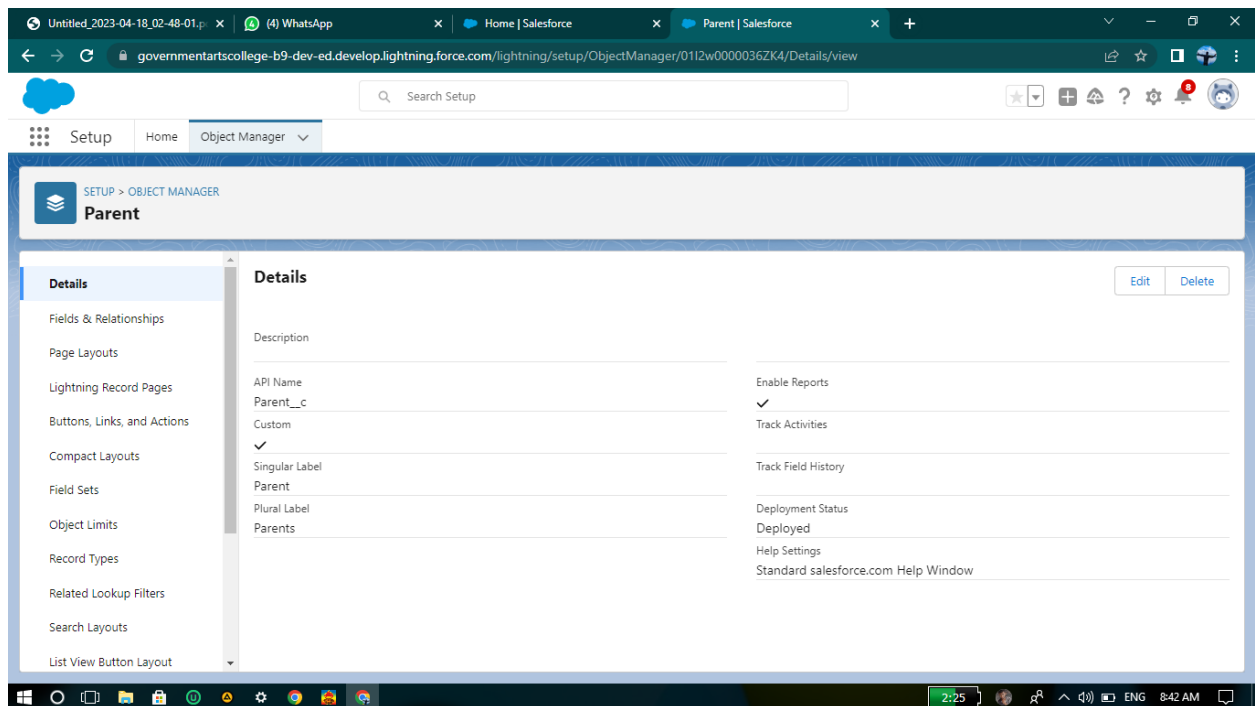 Untitled_2023-04-18_02-48-01.p
(4) WhatsApp
Home | Salesforce
Parent | Salesforce
governmentartscollege-b9-dev-ed.develop.lightning.force.com/lightning/setup/ObjectManager/01I2w0000036ZK4/Details/view
Search Setup
8
Setup
Home
Object Manager
SETUP > OBJECT MANAGER
Parent
Details
Fields & Relationships
Page Layouts
Lightning Record Pages
Buttons, Links, and Actions
Compact Layouts
Field Sets
Object Limits
Record Types
Related Lookup Filters
Search Layouts
List View Button Layout
Details
Edit
Delete
Description
API Name
Parent__c
Custom
Singular Label
Parent
Plural Label
Parents
Enable Reports
Track Activities
Track Field History
Deployment Status
Deployed
Help Settings
Standard salesforce.com Help Window
2:25
ENG
8:42 AM